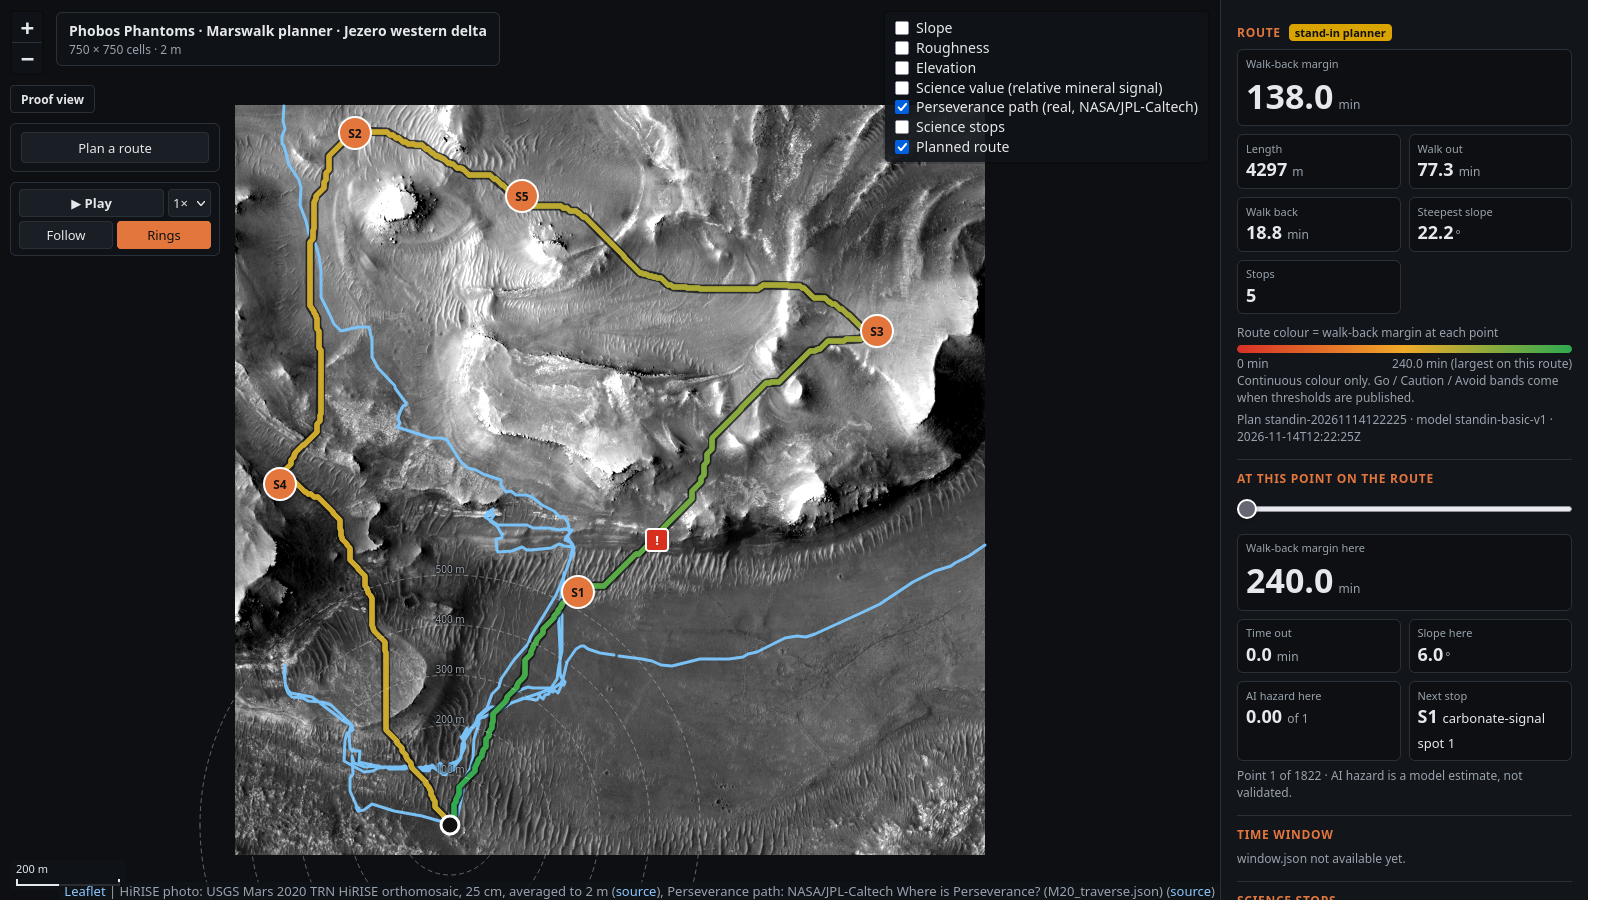 +
−
Phobos Phantoms · Marswalk planner · Jezero western delta
750 × 750 cells · 2 m
Proof view
Plan a route
▶ Play
1×
Follow
Rings
Slope
Roughness
Elevation
Science value (relative mineral signal)
Perseverance path (real, NASA/JPL-Caltech)
Science stops
Planned route
S2
S5
S3
S4
!
S1
500 m
400 m
300 m
200 m
200 m
Leaflet | HiRISE photo: USGS Mars 2020 TRN HiRISE orthomosaic, 25 cm, averaged to 2 m (source), Perseverance path: NASA/JPL-Caltech Where is Perseverance? (M20_traverse.json) (source)
ROUTE stand-in planner
Walk-back margin
138.0 min
Length
4297 m
Walk out
77.3 min
Walk back
18.8 min
Steepest slope
22.2°
Stops
5
Route colour = walk-back margin at each point
0 min 240.0 min (largest on this route)
Continuous colour only. Go / Caution / Avoid bands come
when thresholds are published.
Plan standin-20261114122225 · model standin-basic-v1 ·
2026-11-14T12:22:25Z
AT THIS POINT ON THE ROUTE
Walk-back margin here
240.0 min
Time out
0.0 min
Slope here
6.0°
AI hazard here
0.00 of 1
Next stop
S1 carbonate-signal
spot 1
Point 1 of 1822 · AI hazard is a model estimate, not
validated.
TIME WINDOW
window.json not available yet.